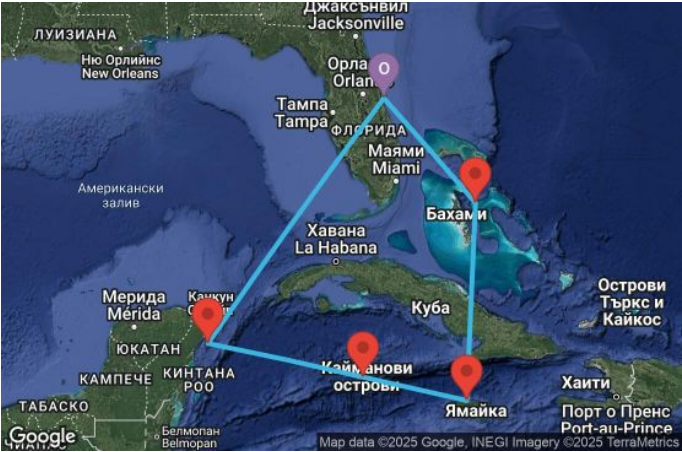 Джаксънвил
Jacksonville
ЛУИЗИАНА
Ню Орлийнс
New Orleans
O
Тампа
Tampa
ФЛОРИДА
Маями
Miami
Американски
залив
Бахами
Хавана
La Habana
Острови
Търкс и
Кайкос
Мерида
Mérida
Канкун
Куба
ЮКАТАН
КАМПЕЧЕ
КИНТАНА
РОО
Кайманови
острови
Хаити
ТАБАСКО
Ямайка
Порт о Пренс
Port-au-Prince
Google
Белмопан
Belmopan
Map data ©2025 Google, INEGI Imagery ©2025 TerraMetrics